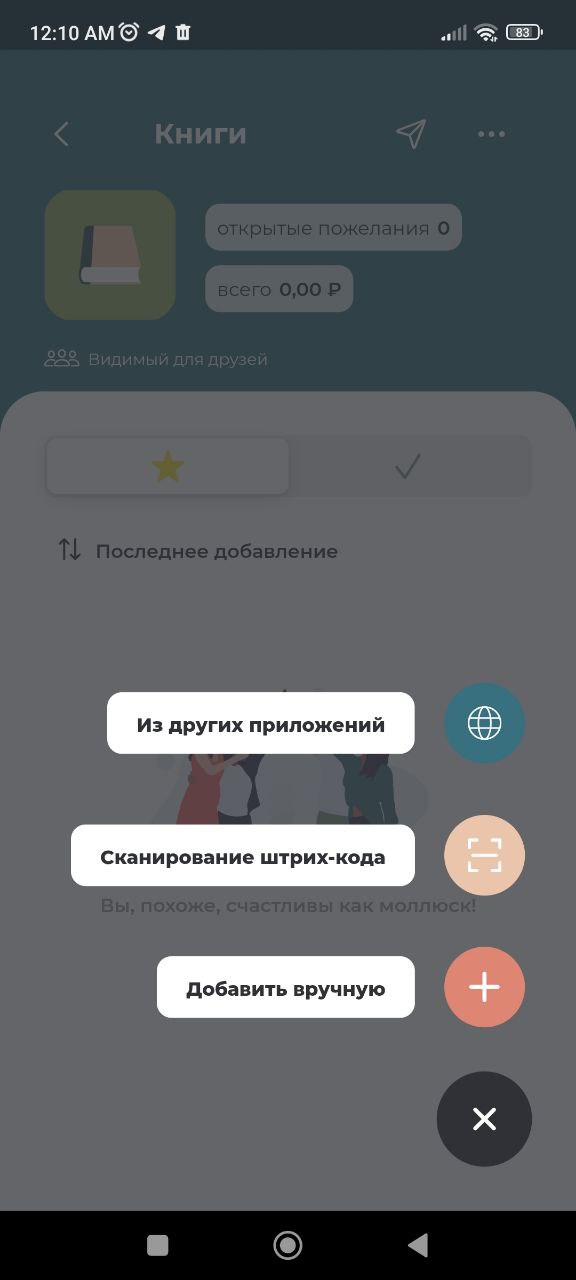 12:10 AM
83
Книги
открытые пожелания 0
всего 0,00 ₽
Видимый для друзей
Последнее добавление
Из других приложений
Сканирование штрих-кода
Вы, похоже, счастливы как моллюск!
Добавить вручную